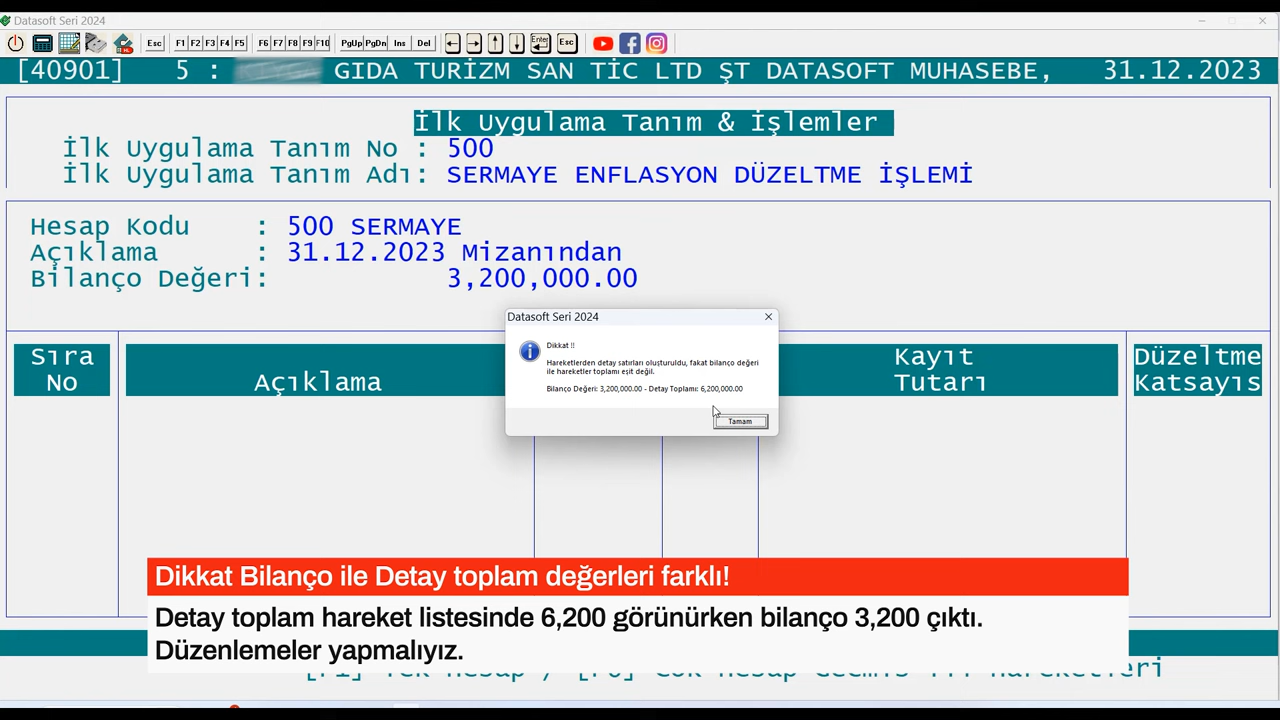 Datasoft Seri 2024
Esc F1 F2 F3 F4 F5 F6 F7 F8 F9 F10 PgUp PgDn Ins Del Enter Esc
[40901] 5 : GIDA TURİZM SAN TİC LTD ŞT DATASOFT MUHASEBE, 31.12.2023
İlk Uygulama Tanım & İşlemler
İlk Uygulama Tanım No : 500
İlk Uygulama Tanım Adı: SERMAYE ENFLASYON DÜZELTME İŞLEMİ
Hesap Kodu : 500 SERMAYE
Açıklama : 31.12.2023 Mizanından
Bilanço Değeri: 3,200,000.00
Datasoft Seri 2024
Dikkat !!
Hareketlerden detay satırları oluşturuldu, fakat bilanço değeri
ile hareketler toplamı eşit değil.
Bilanço Değeri: 3,200,000.00 - Detay Toplamı: 6,200,000.00
Tamam
Sıra Kayıt Düzeltme
No Açıklama Tutarı Katsayıs
Dikkat Bilanço ile Detay toplam değerleri farklı!
Detay toplam hareket listesinde 6,200 görünürken bilanço 3,200 çıktı.
Düzenlemeler yapmalıyız.